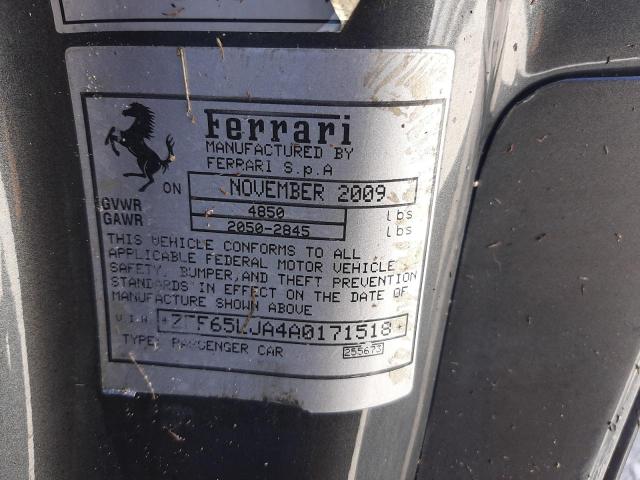 Ferrari
MANUFACTURED BY
FERRARI S.p.A
ON NOVEMBER 2009
GVWR 4850 Lbs
GAWR 2050-2845 Lbs
THIS VEHICLE CONFORMS TO ALL
APPLICABLE FEDERAL MOTOR VEHICLE
SAFETY, BUMPER, AND THEFT PREVENTION
STANDARDS IN EFFECT ON THE DATE OF
MANUFACTURE SHOWN ABOVE
V.I.N
TYPE: PASSENGER CAR 255673